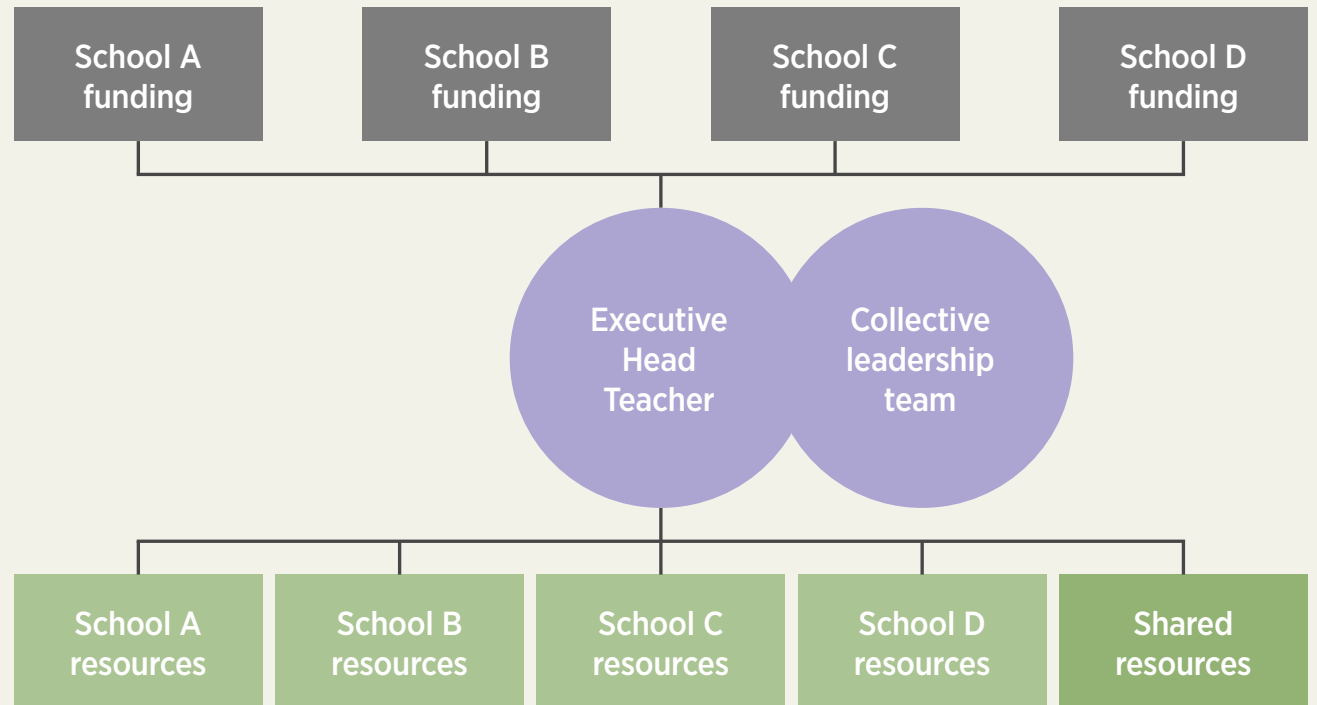 School A
funding
School B
funding
School C
funding
School D
funding
Executive
Head
Teacher
Collective
leadership
team
School A
resources
School B
resources
School C
resources
School D
resources
Shared
resources